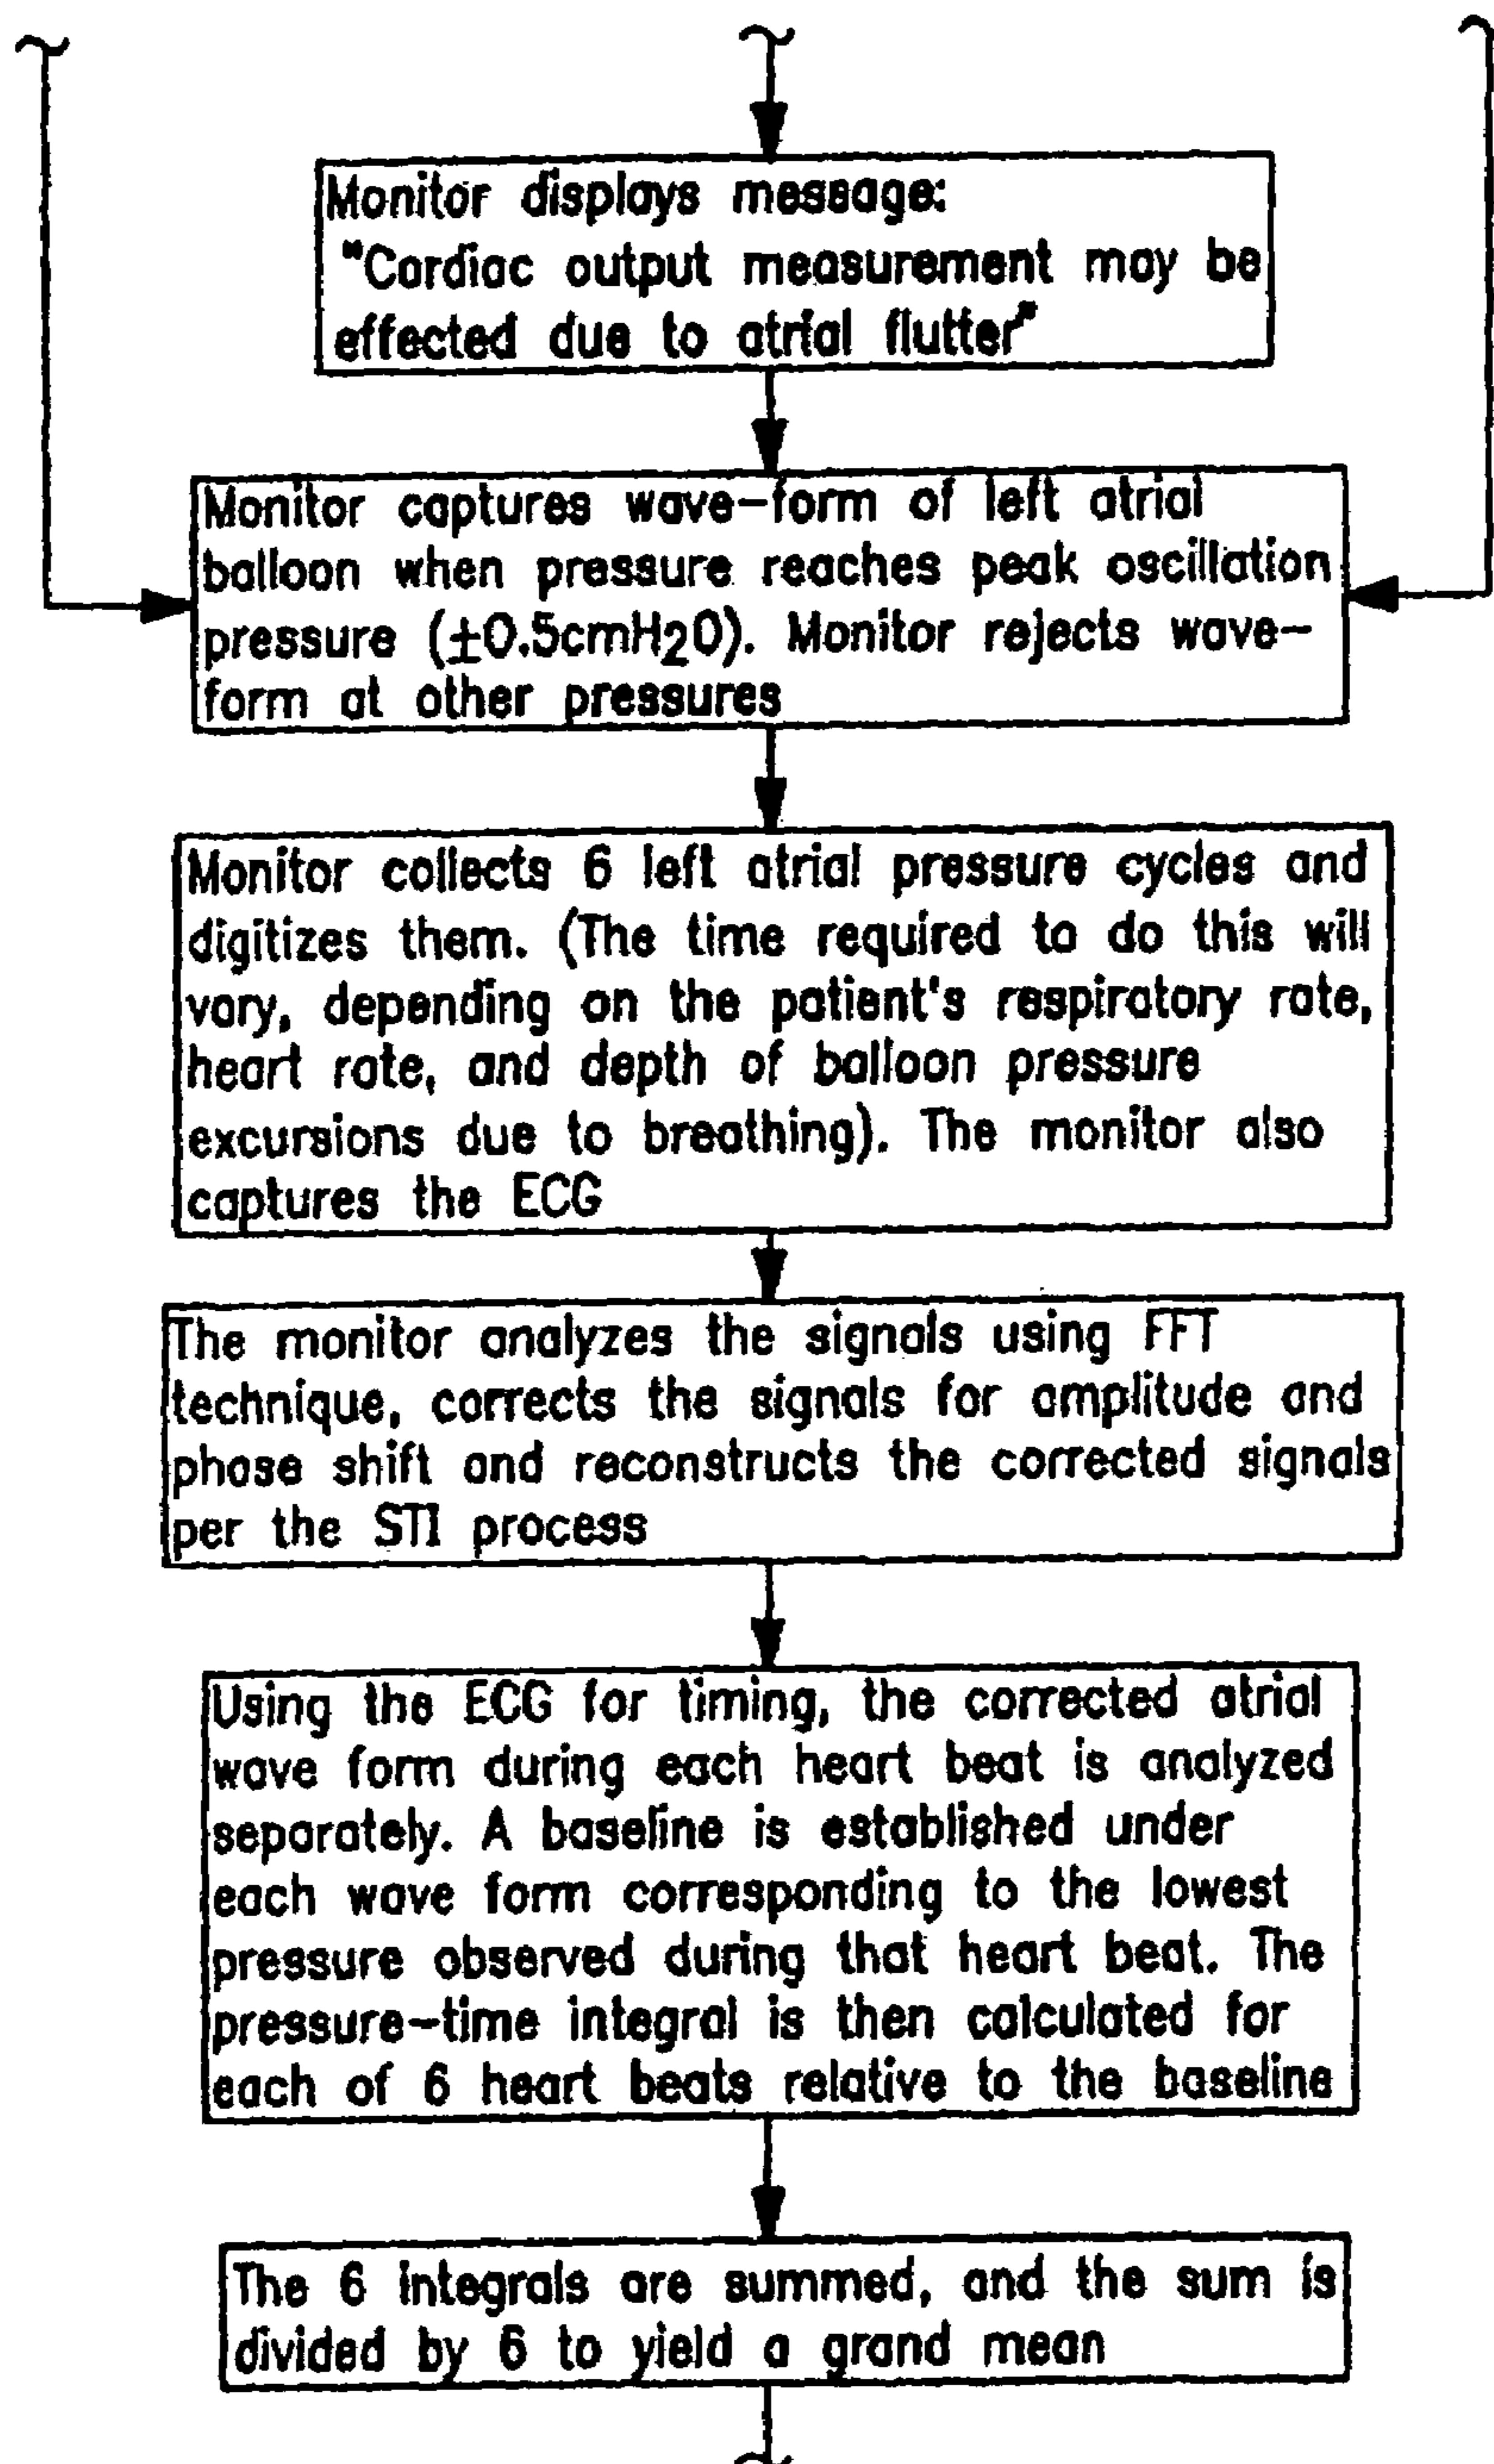 Monitor displays message:
"Cardiac output measurement may be
effected due to atrial flutter"
Monitor captures wave-form of left atrial
balloon when pressure reaches peak oscillation
pressure (±0.5cmH2O). Monitor rejects wave-
form at other pressures
Monitor collects 6 left atrial pressure cycles and
digitizes them. (The time required to do this will
vary, depending on the patient's respiratory rate,
heart rate, and depth of balloon pressure
excursions due to breathing). The monitor also
captures the ECG
The monitor analyzes the signals using FFT
technique, corrects the signals for amplitude and
phase shift and reconstructs the corrected signals
per the STI process
Using the ECG for timing, the corrected atrial
wave form during each heart beat is analyzed
separately. A baseline is established under
each wave form corresponding to the lowest
pressure observed during that heart beat. The
pressure-time integral is then calculated for
each of 6 heart beats relative to the baseline
The 6 integrals are summed, and the sum is
divided by 6 to yield a grand mean